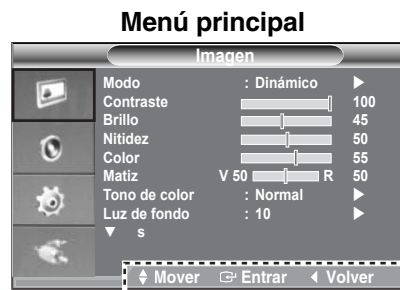 Menú principal
Imagen
Modo : Dinámico ▶
Contraste 100
Brillo 45
Nitidez 50
Color 55
Matiz V 50 R 50
Tono de color : Normal ▶
Luz de fondo : 10 ▶
▼ s
Mover Entrar Volver